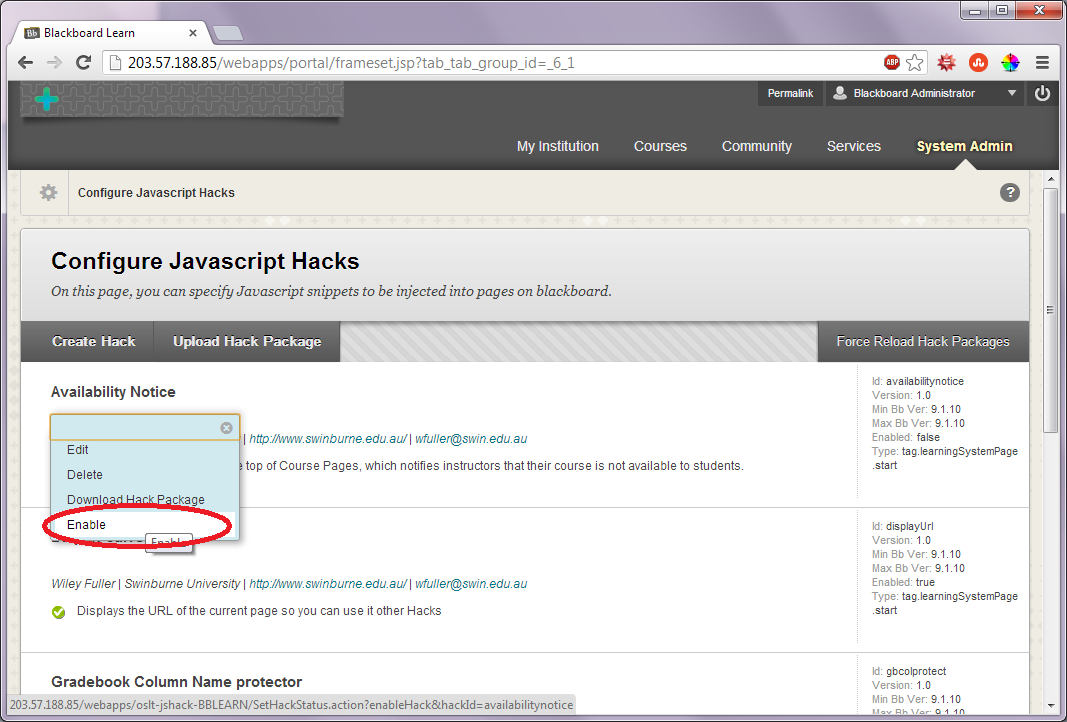 Bb Blackboard Learn
203.57.188.85/webapps/portal/frameset.jsp?tab_tab_group_id=_6_1
ABP
Permalink
Blackboard Administrator
My Institution
Courses
Community
Services
System Admin
Configure Javascript Hacks
?
Configure Javascript Hacks
On this page, you can specify Javascript snippets to be injected into pages on blackboard.
Create Hack
Upload Hack Package
Force Reload Hack Packages
Availability Notice
| http://www.swinburne.edu.au/ | wfuller@swin.edu.au
top of Course Pages, which notifies instructors that their course is not available to students.
Edit
Delete
Download Hack Package
Enable
Enable
Id: availabilitynotice
Version: 1.0
Min Bb Ver: 9.1.10
Max Bb Ver: 9.1.10
Enabled: false
Type: tag.learningSystemPage
.start
Wiley Fuller | Swinburne University | http://www.swinburne.edu.au/ | wfuller@swin.edu.au
Displays the URL of the current page so you can use it other Hacks
Id: displayUrl
Version: 1.0
Min Bb Ver: 9.1.10
Max Bb Ver: 9.1.10
Enabled: true
Type: tag.learningSystemPage
.start
Gradebook Column Name protector
Id: gbcolprotect
Version: 1.0
Min Bb Ver: 9.1.10
Max Bb Ver: 9.1.10
203.57.188.85/webapps/oslt-jshack-BBLEARN/SetHackStatus.action?enableHack&hackId=availabilitynotice